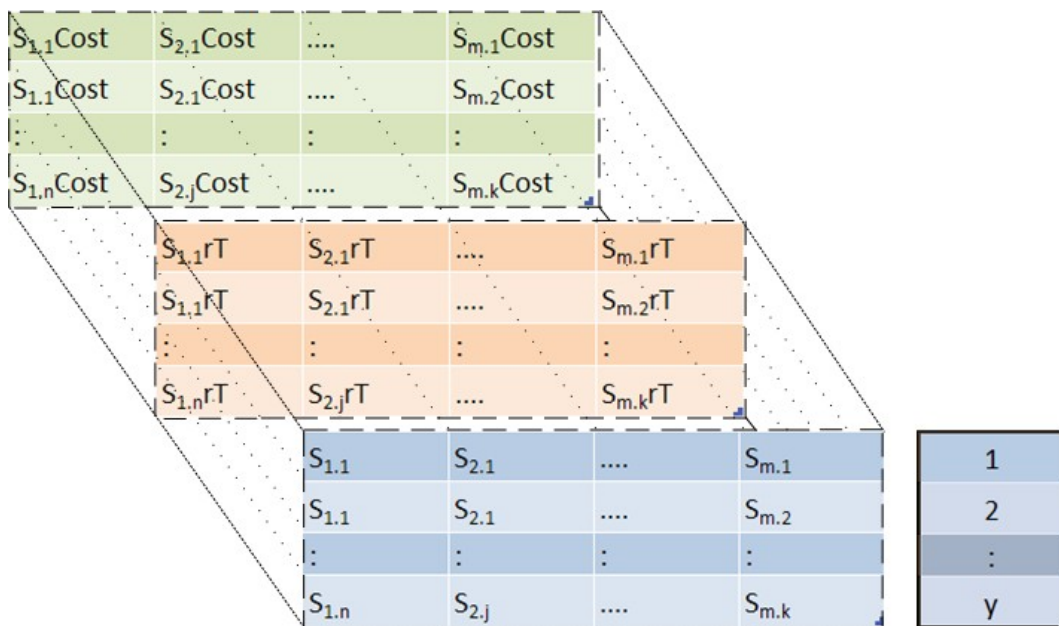 S₁.₁Cost S₂.₁Cost .... Sₘ.₁Cost
S₁.₁Cost S₂.₁Cost .... Sₘ.₂Cost
: : : :
S₁.ₙCost S₂.ⱼCost .... Sₘ.ₖCost
S₁.₁rT S₂.₁rT .... Sₘ.₁rT
S₁.₁rT S₂.₁rT .... Sₘ.₂rT
: : : :
S₁.ₙrT S₂.ⱼrT .... Sₘ.ₖrT
S₁.₁ S₂.₁ .... Sₘ.₁ 1
S₁.₁ S₂.₁ .... Sₘ.₂ 2
: : : : :
S₁.ₙ S₂.ⱼ .... Sₘ.ₖ y